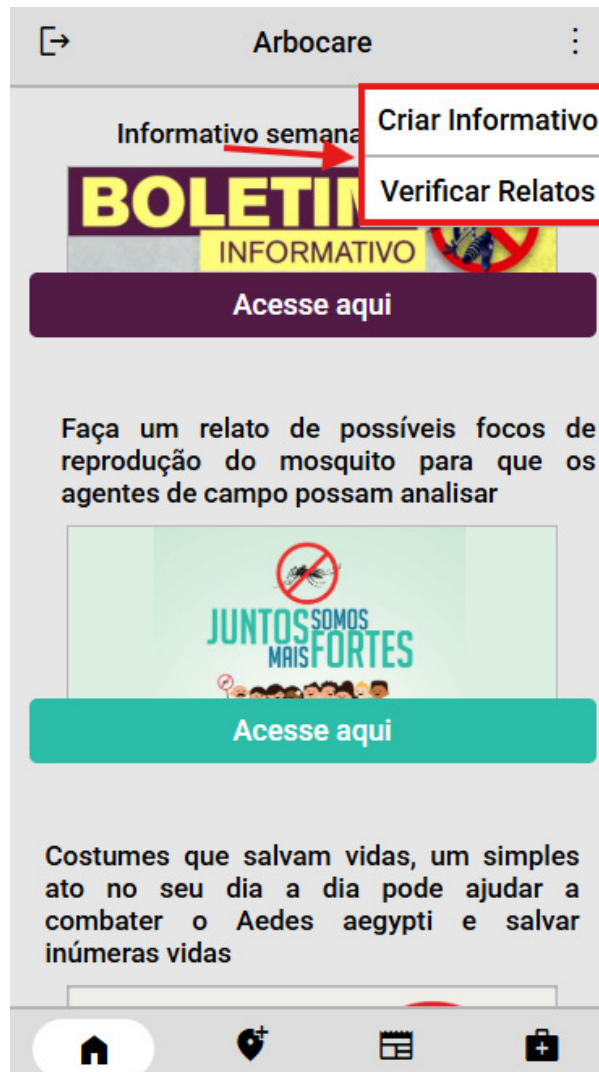 Arbocare
Criar Informativo
Verificar Relatos
Informativo semana
BOLETI
INFORMATIVO
Acesse aqui
Faça um relato de possíveis focos de
reprodução do mosquito para que os
agentes de campo possam analisar
JUNTOS SOMOS
MAIS FORTES
Acesse aqui
Costumes que salvam vidas, um simples
ato no seu dia a dia pode ajudar a
combater o Aedes aegypti e salvar
inúmeras vidas